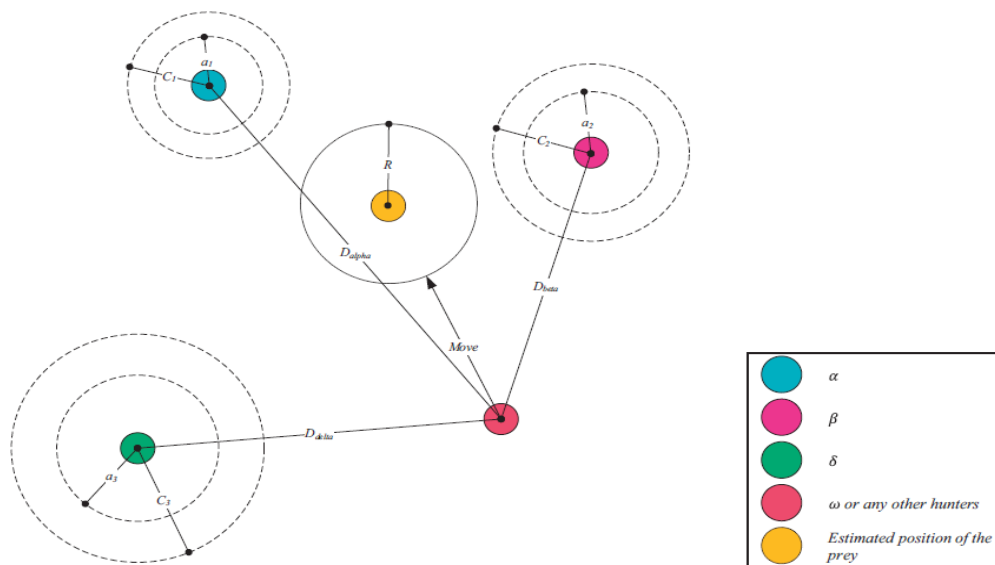 a1
C1
a2
C2
R
Dalpha
Dbeta
Move
Ddelta
a3
C3
α
β
δ
ω or any other hunters
Estimated position of the
prey